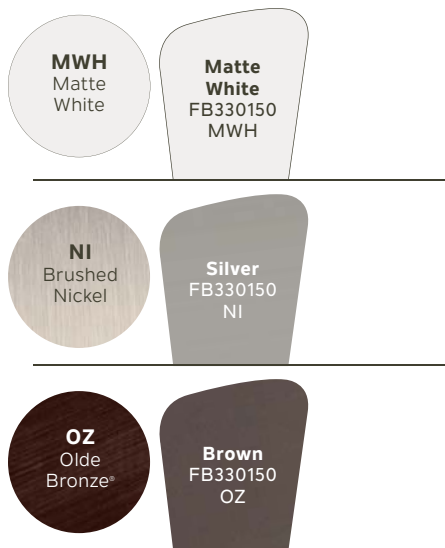 MWH
Matte
White
Matte
White
FB330150
MWH
NI
Brushed
Nickel
Silver
FB330150
NI
OZ
Olde
Bronze®
Brown
FB330150
OZ